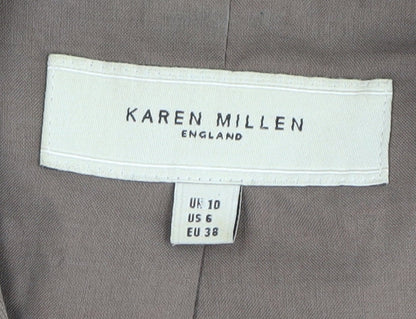 KAREN MILLEN
ENGLAND
UK 10
US 6
EU 38